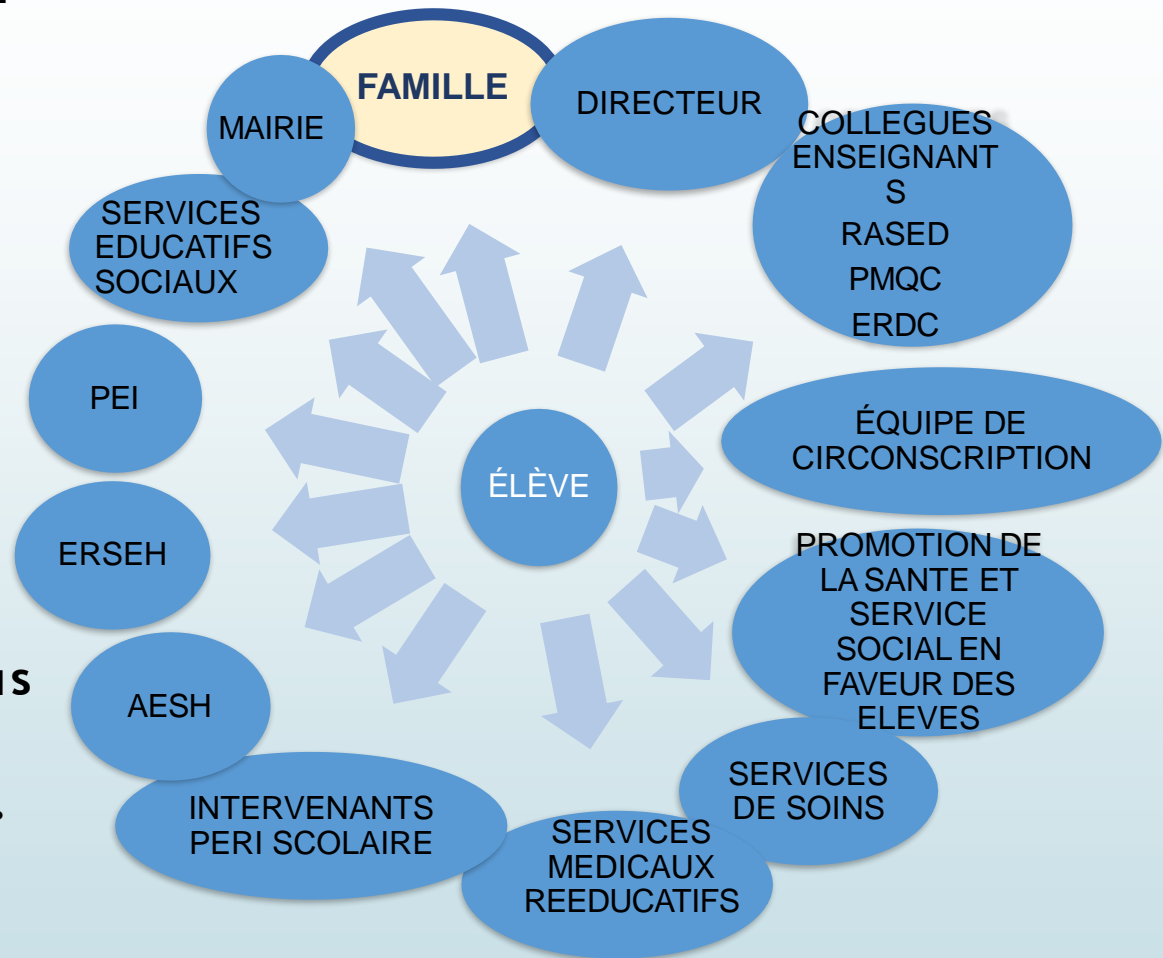 FAMILLE
DIRECTEUR
COLLEGUES
ENSEIGNANT
S
RASED
PMQC
ERDC
ÉQUIPE DE
CIRCONSCRIPTION
PROMOTION DE
LA SANTE ET
SERVICE
SOCIAL EN
FAVEUR DES
ELEVES
SERVICES
DE SOINS
SERVICES
MEDICAUX
REEDUCATIFS
INTERVENANTS
PERI SCOLAIRE
AESH
ERSEH
PEI
SERVICES
EDUCATIFS
SOCIAUX
MAIRIE
ÉLÈVE